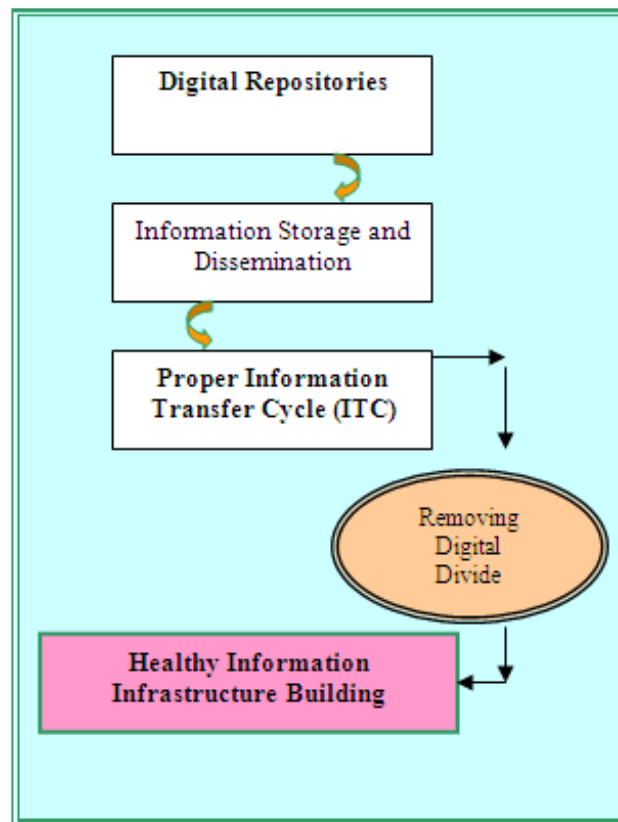 Digital Repositories
Information Storage and
Dissemination
Proper Information
Transfer Cycle (ITC)
Removing
Digital
Divide
Healthy Information
Infrastructure Building